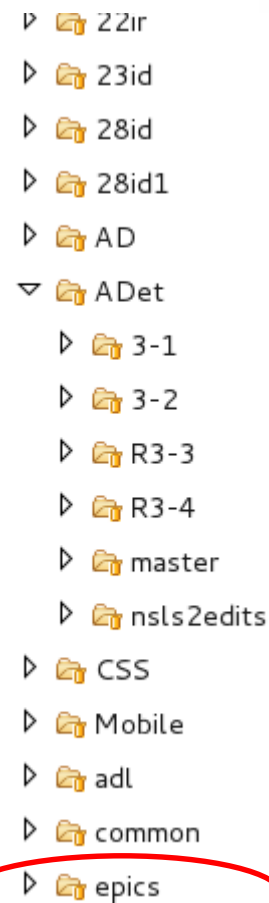 22ir
23id
28id
28id1
AD
ADet
3-1
3-2
R3-3
R3-4
master
nsls2edits
CSS
Mobile
adl
common
epics